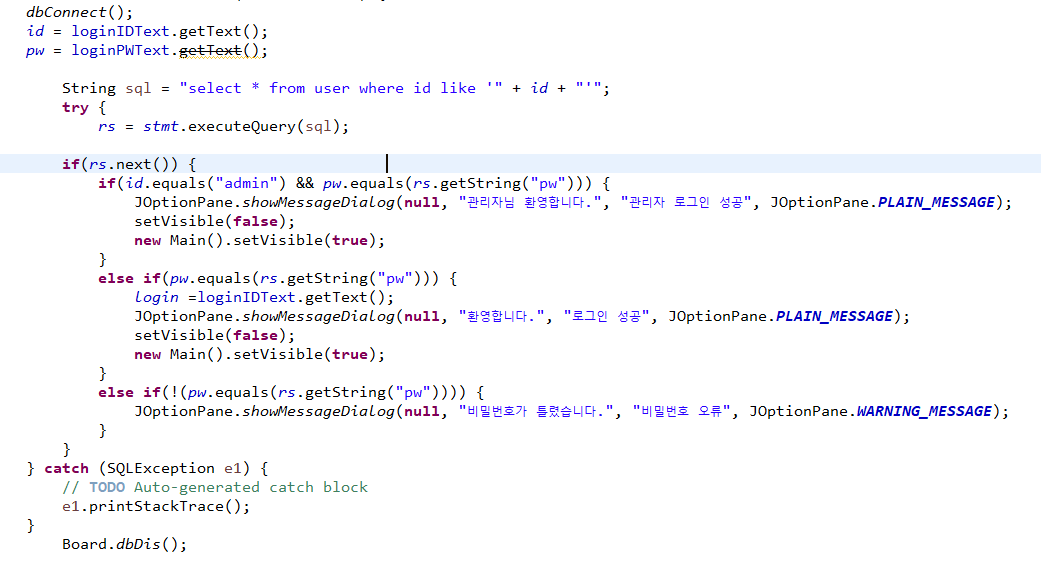 dbConnect();
id = loginIDText.getText();
pw = loginPWText.getText();
String sql = "select * from user where id like '" + id + "'";
try {
rs = stmt.executeQuery(sql);
if(rs.next()) {
if(id.equals("admin") && pw.equals(rs.getString("pw"))) {
JOptionPane.showMessageDialog(null, "관리자님 환영합니다.", "관리자 로그인 성공", JOptionPane.PLAIN_MESSAGE);
setVisible(false);
new Main().setVisible(true);
}
else if(pw.equals(rs.getString("pw"))) {
login =loginIDText.getText();
JOptionPane.showMessageDialog(null, "환영합니다.", "로그인 성공", JOptionPane.PLAIN_MESSAGE);
setVisible(false);
new Main().setVisible(true);
}
else if(!(pw.equals(rs.getString("pw")))) {
JOptionPane.showMessageDialog(null, "비밀번호가 틀렸습니다.", "비밀번호 오류", JOptionPane.WARNING_MESSAGE);
}
}
} catch (SQLException e1) {
// TODO Auto-generated catch block
e1.printStackTrace();
}
Board.dbDis();